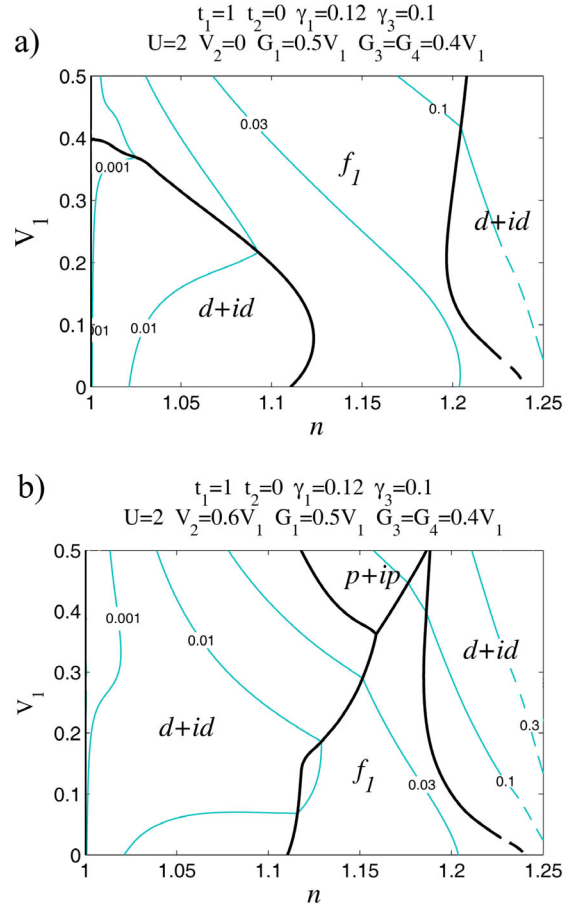 t₁=1 t₂=0 γ₁=0.12 γ₃=0.1
a)
U=2 V₂=0 G₁=0.5V₁ G₃=G₄=0.4V₁
0.5
0.1
0.4
0.03
f₁
0.001
0.3
V₁
d+id
0.2
d+id
0.1
01
0.01
0
1
1.05
1.1
1.15
1.2
1.25
n
b)
t₁=1 t₂=0 γ₁=0.12 γ₃=0.1
U=2 V₂=0.6V₁ G₁=0.5V₁ G₃=G₄=0.4V₁
0.5
p+ip
0.4
0.001
d+id
0.01
0.3
V₁
d+id
0.3
0.2
f₁
0.03
0.1
0.1
0
1
1.05
1.1
1.15
1.2
1.25
n